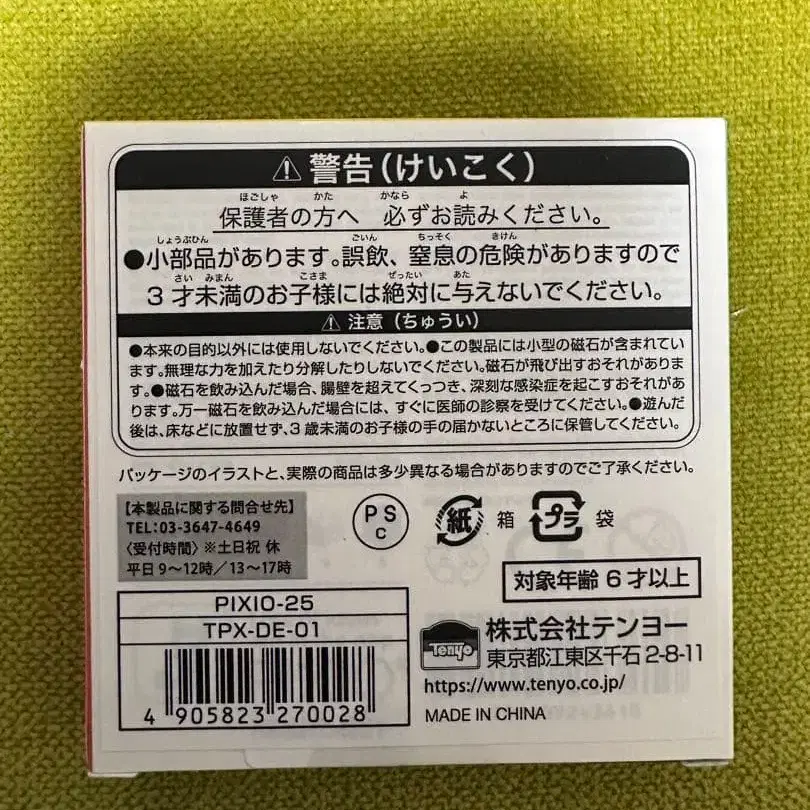 ⚠警告（けいこく）
ほごしゃ かた かなら よ
保護者の方へ 必ずお読みください。
しょうぶひん ごいん ちっそく きけん
●小部品があります。誤飲、窒息の危険がありますので
さい みまん こさま ぜったい あた
3才未満のお子様には絶対に与えないでください。
⚠注意（ちゅうい）
●本来の目的以外には使用しないでください。●この製品には小型の磁石が含まれてい
ます。無理な力を加えたり分解したりしないでください。磁石が飛び出すおそれがありま
す。●磁石を飲み込んだ場合、腸壁を超えてくっつき、深刻な感染症を起こすおそれがあ
ります。万一磁石を飲み込んだ場合には、すぐに医師の診察を受けてください。●遊んだ
後は、床などに放置せず、3歳未満のお子様の手の届かないところに保管してください。
パッケージのイラストと、実際の商品は多少異なる場合がありますのでご了承ください。
【本製品に関する問合せ先】
TEL:03-3647-4649
〈受付時間〉※土日祝 休
平日9～12時／13～17時
PS
C
紙 箱 プラ 袋
対象年齢 6才以上
PIXIO-25
TPX-DE-01
4 905823 270028
Tenyo
株式会社テンヨー
東京都江東区千石2-8-11
https://www.tenyo.co.jp/
MADE IN CHINA